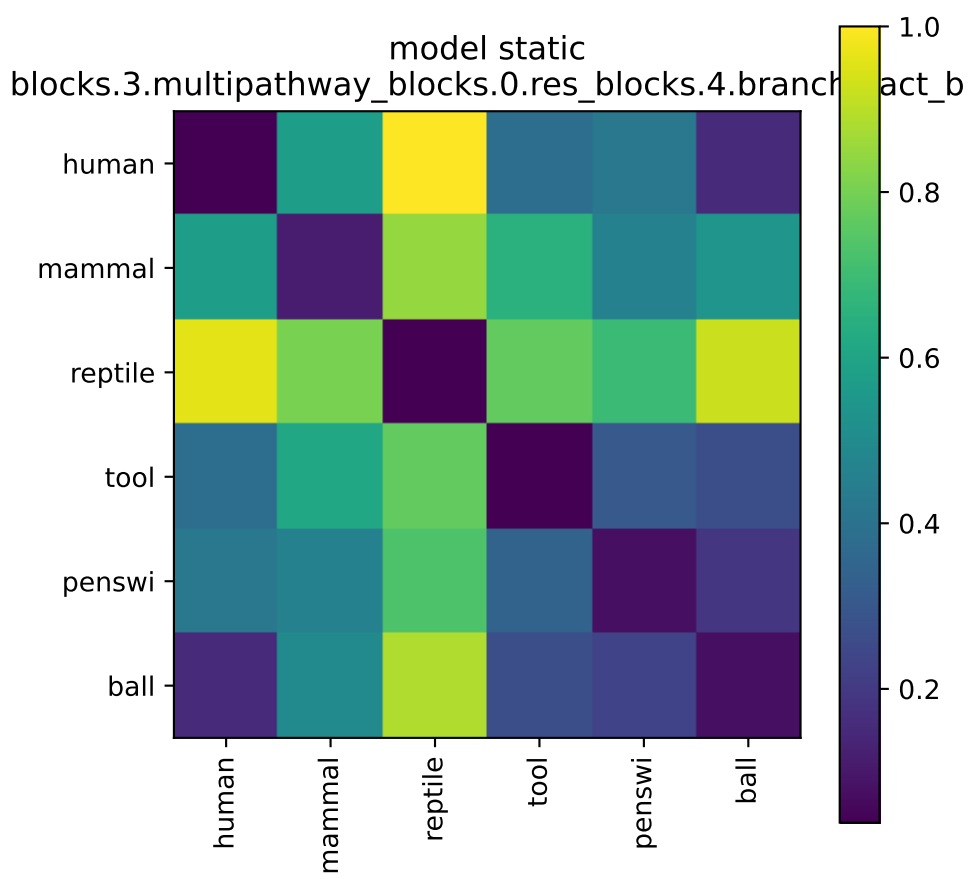 model static
blocks.3.multipathway_blocks.0.res_blocks.4.branch act_b
human
mammal
reptile
tool
penswi
ball
human
mammal
reptile
tool
penswi
ball
1.0
0.8
0.6
0.4
0.2